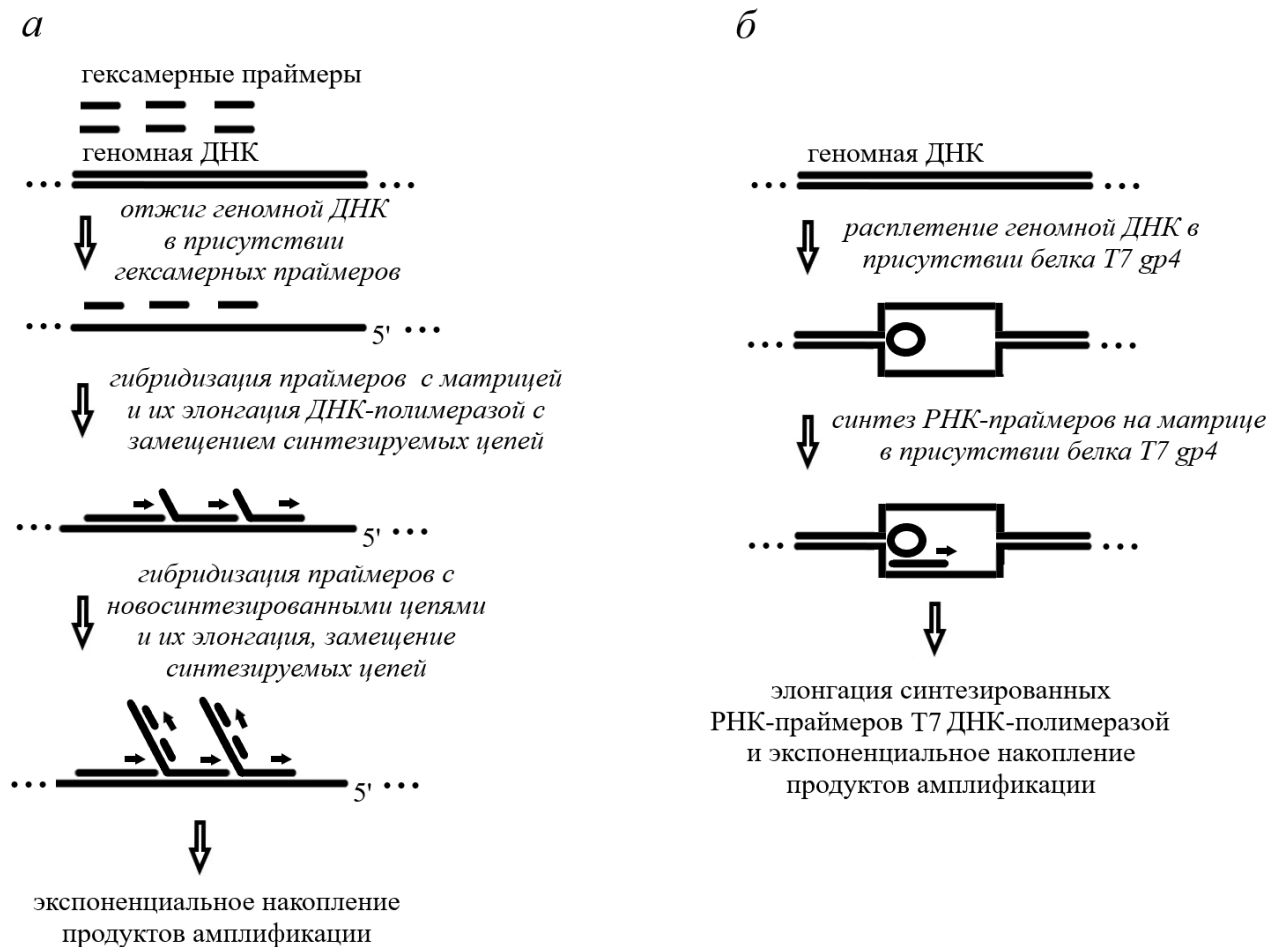 а
гексамерные праймеры
геномная ДНК
... ...
отжиг геномной ДНК
в присутствии
гексамерных праймеров
... 5' ...
гибридизация праймеров с матрицей
и их элонгация ДНК-полимеразой с
замещением синтезируемых цепей
... 5' ...
гибридизация праймеров с
новосинтезированными цепями
и их элонгация, замещение
синтезируемых цепей
... 5' ...
экспоненциальное накопление
продуктов амплификации
б
геномная ДНК
... ...
расплетение геномной ДНК в
присутствии белка T7 gp4
... ...
синтез РНК-праймеров на матрице
в присутствии белка T7 gp4
... ...
элонгация синтезированных
РНК-праймеров Т7 ДНК-полимеразой
и экспоненциальное накопление
продуктов амплификации